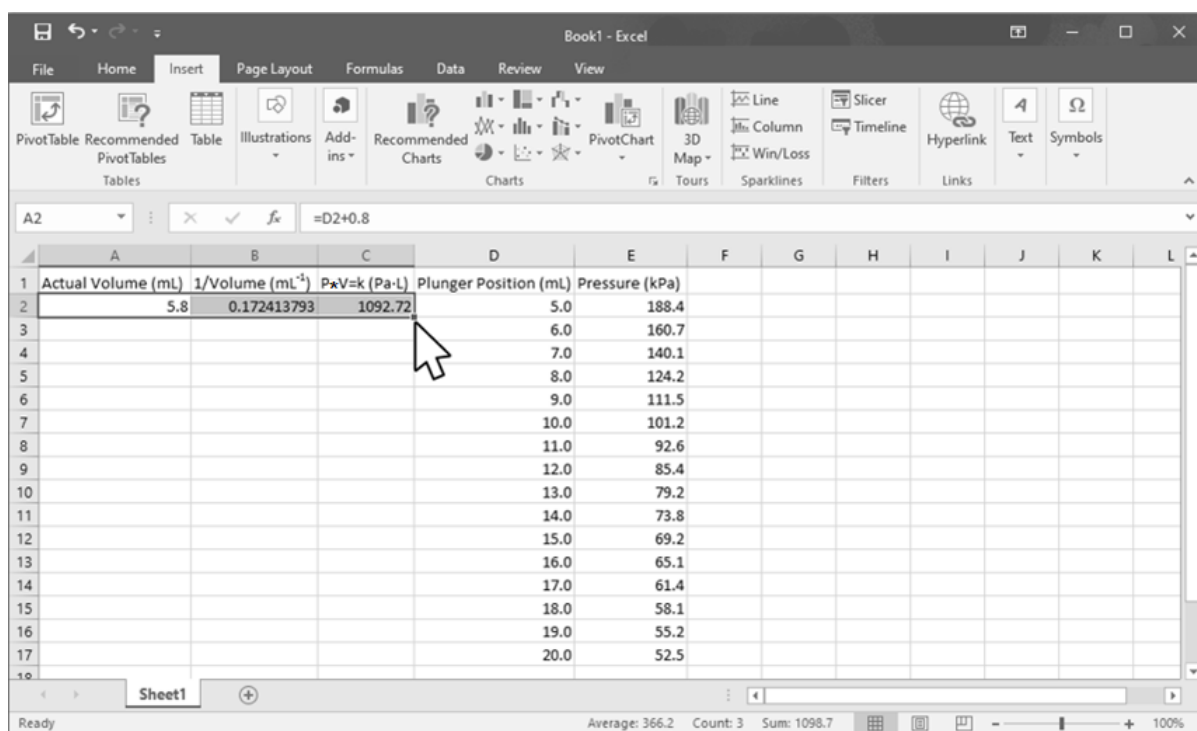 Book1 - Excel
File Home Insert Page Layout Formulas Data Review View
PivotTable Recommended PivotTables Table Illustrations Add-ins Recommended Charts PivotChart 3D Map Line Column Win/Loss Slicer Timeline Hyperlink Text Symbols
Tables Charts Tours Sparklines Filters Links
A2 fx =D2+0.8
A B C D E F G H I J K L
1 Actual Volume (mL) 1/Volume (mL⁻¹) P*V=k (Pa·L) Plunger Position (mL) Pressure (kPa)
2 5.8 0.172413793 1092.72 5.0 188.4
3 6.0 160.7
4 7.0 140.1
5 8.0 124.2
6 9.0 111.5
7 10.0 101.2
8 11.0 92.6
9 12.0 85.4
10 13.0 79.2
11 14.0 73.8
12 15.0 69.2
13 16.0 65.1
14 17.0 61.4
15 18.0 58.1
16 19.0 55.2
17 20.0 52.5
18
Sheet1
Ready Average: 366.2 Count: 3 Sum: 1098.7 100%